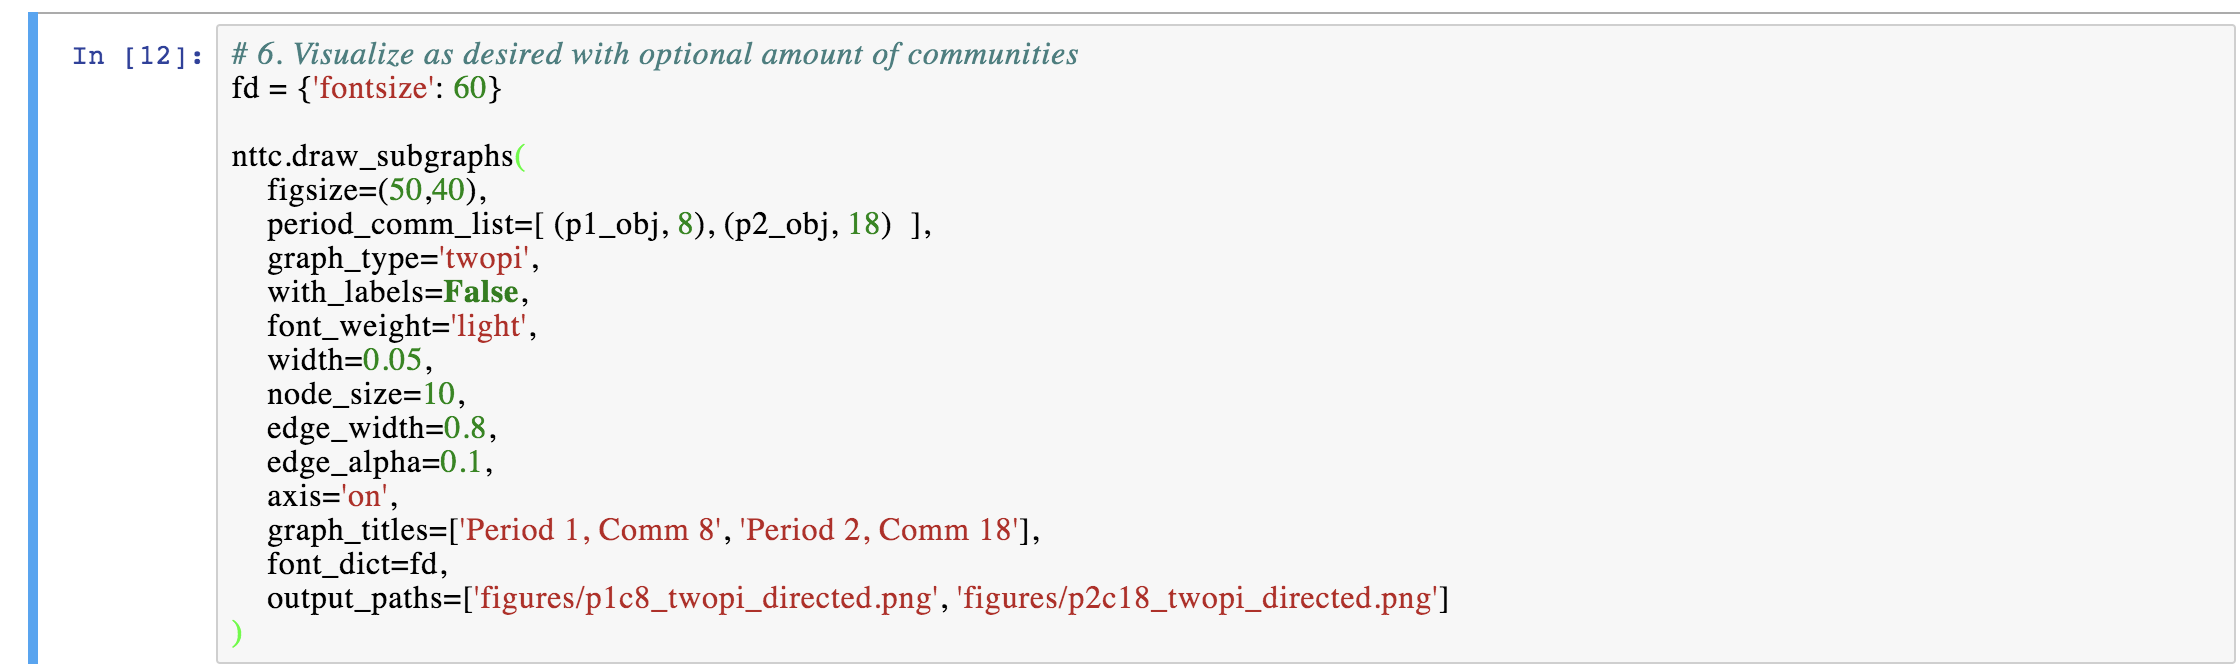 In [12]:
# 6. Visualize as desired with optional amount of communities
fd = {'fontsize': 60}
nttc.draw_subgraphs(
figsize=(50,40),
period_comm_list=[ (p1_obj, 8), (p2_obj, 18)  ],
graph_type='twopi',
with_labels=False,
font_weight='light',
width=0.05,
node_size=10,
edge_width=0.8,
edge_alpha=0.1,
axis='on',
graph_titles=['Period 1, Comm 8', 'Period 2, Comm 18'],
font_dict=fd,
output_paths=['figures/p1c8_twopi_directed.png', 'figures/p2c18_twopi_directed.png']
)